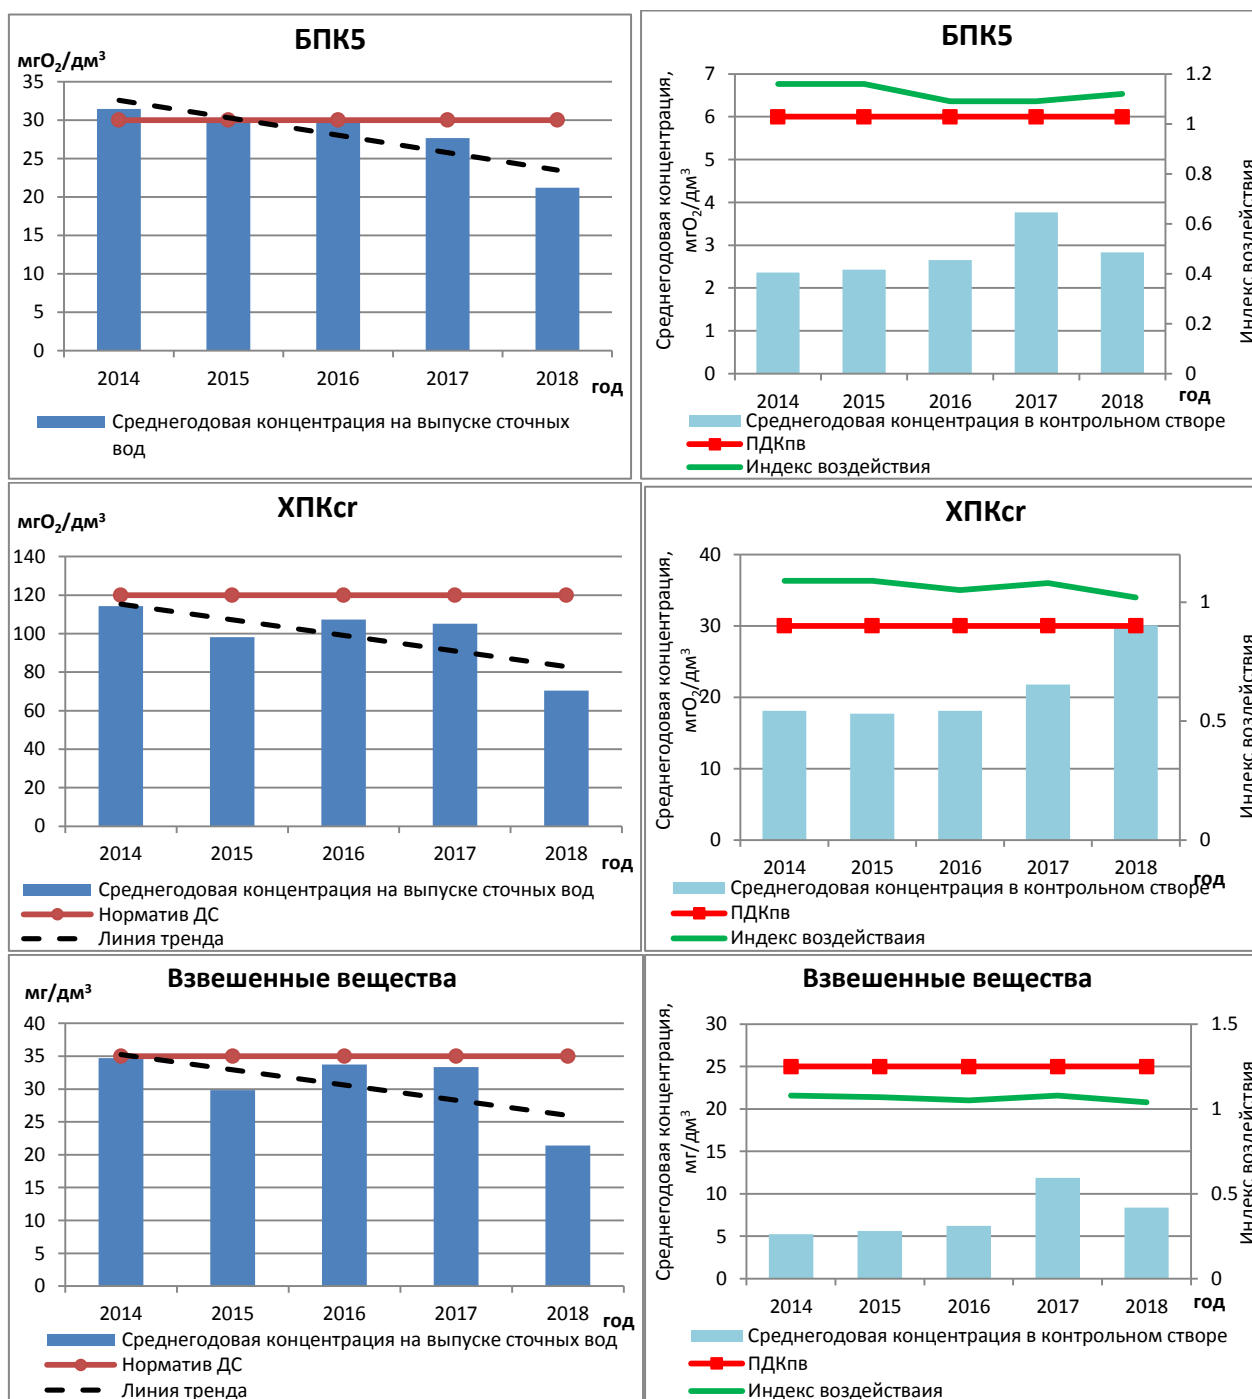 БПК5
мгО₂/дм³
35
30
25
20
15
10
5
0
2014 2015 2016 2017 2018 год
Среднегодовая концентрация на выпуске сточных
вод
БПК5
Среднегодовая концентрация,
мгО₂/дм³
7
6
5
4
3
2
1
0
1.2
1
0.8
0.6
0.4
0.2
0
Индекс воздействия
2014 2015 2016 2017 2018 год
Среднегодовая концентрация в контрольном створе
ПДКпв
Индекс воздействия
ХПКcr
мгО₂/дм³
140
120
100
80
60
40
20
0
2014 2015 2016 2017 2018 год
Среднегодовая концентрация на выпуске сточных вод
Норматив ДС
Линия тренда
ХПКcr
Среднегодовая концентрация,
мгО₂/дм³
40
30
20
10
0
1
0.5
0
Индекс воздействия
2014 2015 2016 2017 2018 год
Среднегодовая концентрация в контрольном створе
ПДКпв
Индекс воздействаия
Взвешенные вещества
мг/дм³
40
35
30
25
20
15
10
5
0
2014 2015 2016 2017 2018 год
Среднегодовая концентрация на выпуске сточных вод
Норматив ДС
Линия тренда
Взвешенные вещества
Среднегодовая концентрация,
мг/дм³
30
25
20
15
10
5
0
1.5
1
0.5
0
Индекс воздействия
2014 2015 2016 2017 2018 год
Среднегодовая концентрация в контрольном створе
ПДКпв
Индекс воздействаия